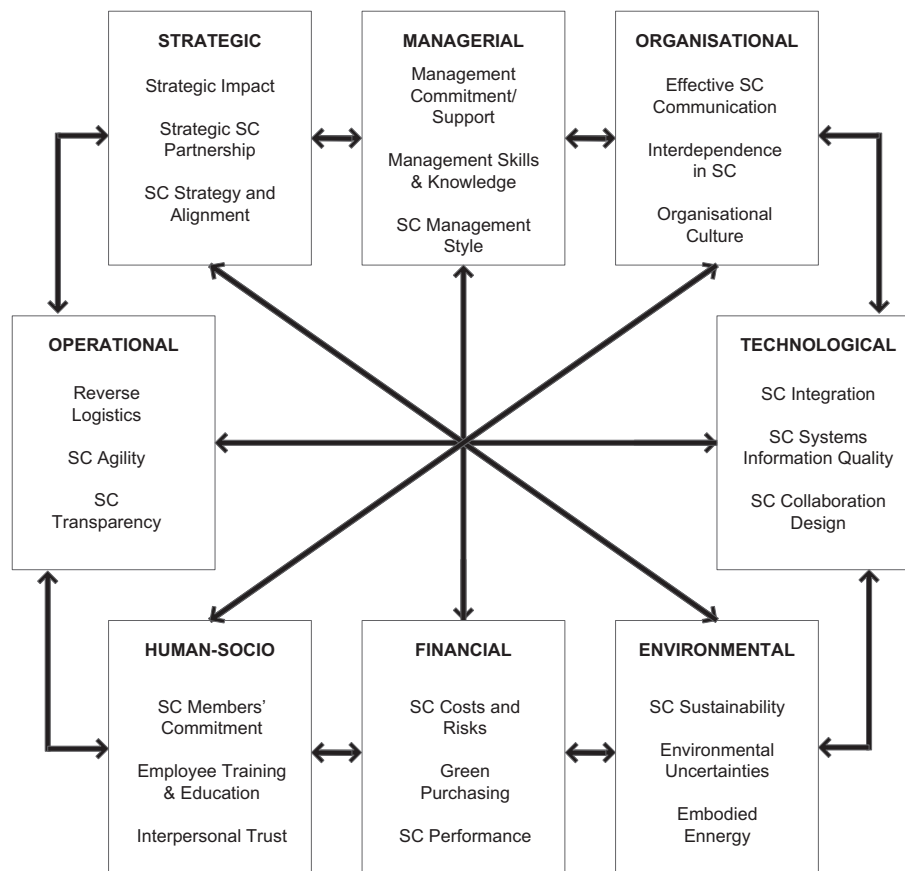 STRATEGIC
Strategic Impact
Strategic SC
Partnership
SC Strategy and
Alignment
MANAGERIAL
Management
Commitment/
Support
Management Skills
& Knowledge
SC Management
Style
ORGANISATIONAL
Effective SC
Communication
Interdependence
in SC
Organisational
Culture
OPERATIONAL
Reverse
Logistics
SC Agility
SC
Transparency
TECHNOLOGICAL
SC Integration
SC Systems
Information Quality
SC Collaboration
Design
HUMAN-SOCIO
SC Members’
Commitment
Employee Training
& Education
Interpersonal Trust
FINANCIAL
SC Costs and
Risks
Green
Purchasing
SC Performance
ENVIRONMENTAL
SC Sustainability
Environmental
Uncertainties
Embodied
Ennergy